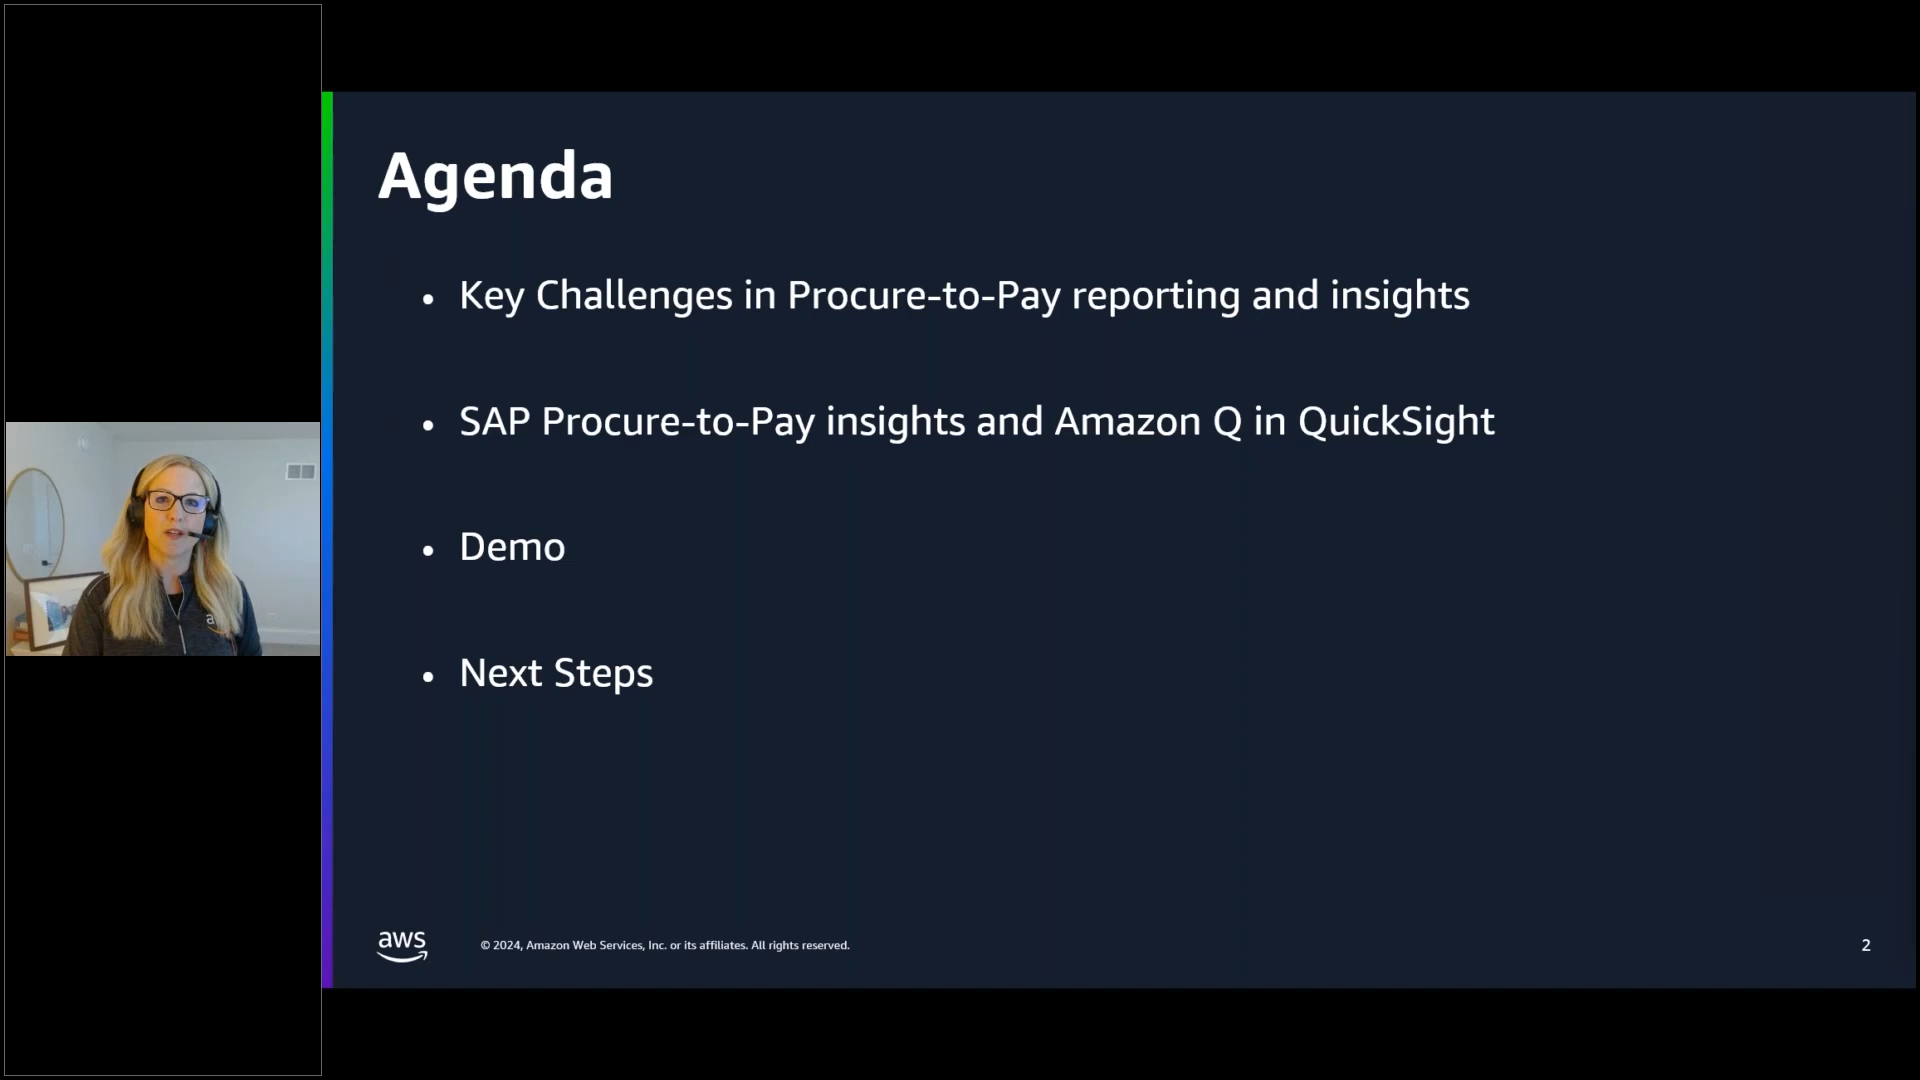 Agenda
• Key Challenges in Procure-to-Pay reporting and insights
• SAP Procure-to-Pay insights and Amazon Q in QuickSight
• Demo
• Next Steps
aws
© 2024, Amazon Web Services, Inc. or its affiliates. All rights reserved.
2